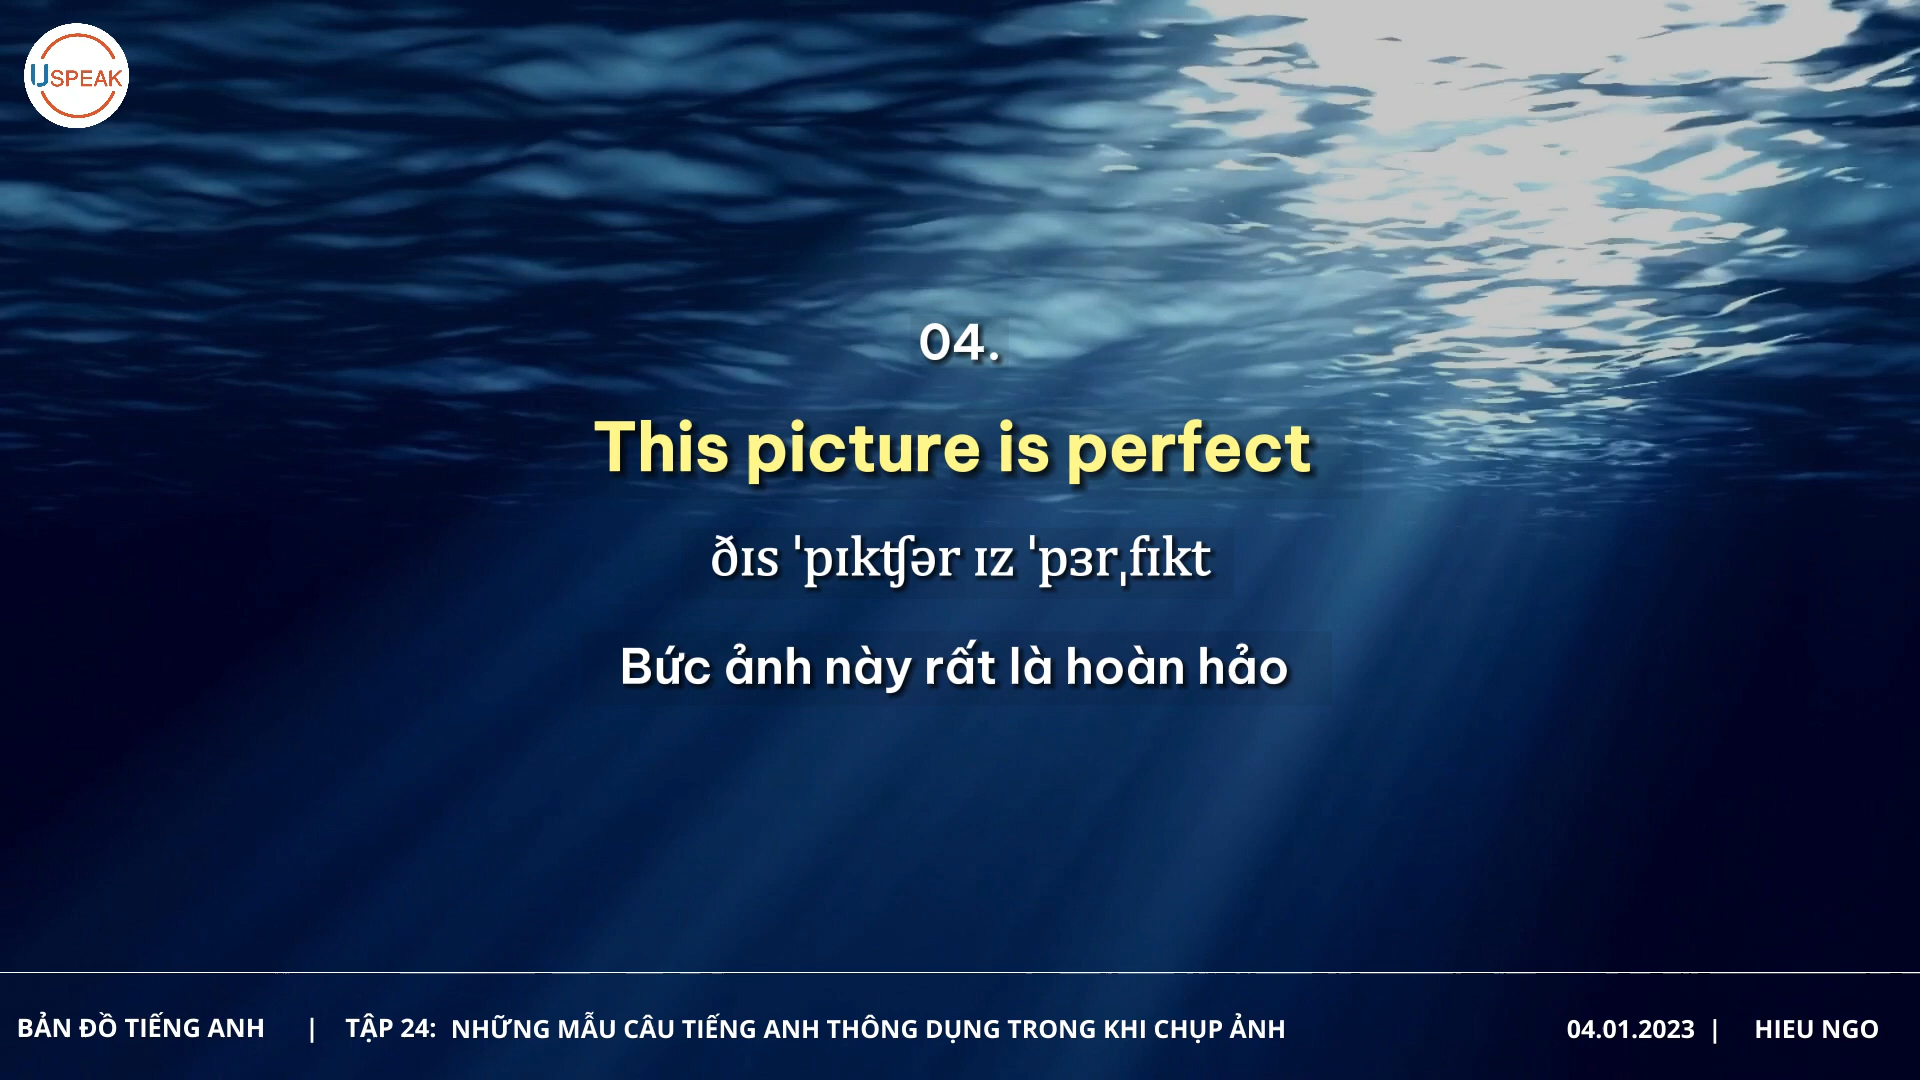 USPEAK
04.
This picture is perfect
ðɪs ˈpɪkʧər ɪz ˈpɜrˌfɪkt
Bức ảnh này rất là hoàn hảo
BẢN ĐỒ TIẾNG ANH | TẬP 24: NHỮNG MẪU CÂU TIẾNG ANH THÔNG DỤNG TRONG KHI CHỤP ẢNH 04.01.2023 | HIEU NGO